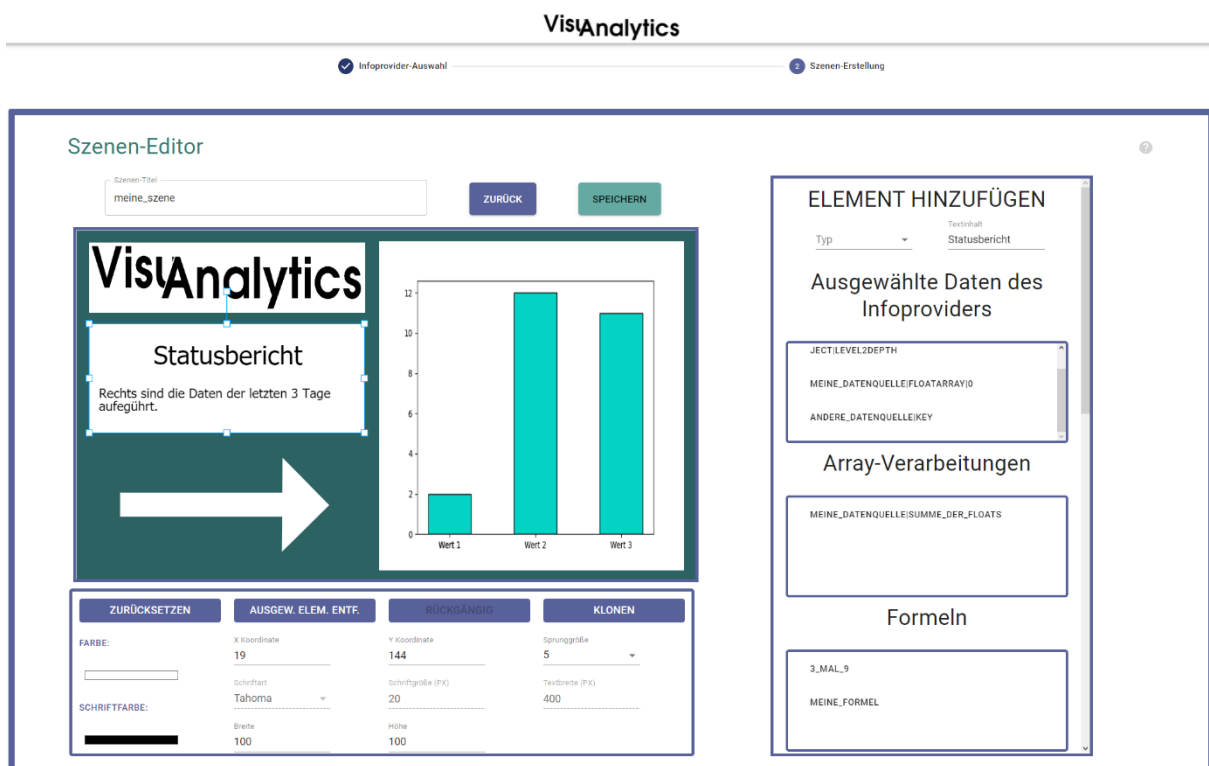 VisuAnalytics
Infoprovider-Auswahl
2 Szenen-Erstellung
Szenen-Editor
?
Szenen-Titel
meine_szene
ZURÜCK
SPEICHERN
VisuAnalytics
Statusbericht
Rechts sind die Daten der letzten 3 Tage
aufegührt.
12
10
8
6
4
2
0
Wert 1 Wert 2 Wert 3
ZURÜCKSETZEN AUSGEW. ELEM. ENTF. RÜCKGÄNGIG KLONEN
FARBE:
X Koordinate Y Koordinate Sprunggröße
19 144 5
Schriftart Schriftgröße (PX) Textbreite (PX)
Tahoma 20 400
SCHRIFTFARBE:
Breite Höhe
100 100
ELEMENT HINZUFÜGEN
Textinhalt
Typ Statusbericht
Ausgewählte Daten des
Infoproviders
JECT|LEVEL2DEPTH
MEINE_DATENQUELLE|FLOATARRAY|0
ANDERE_DATENQUELLE|KEY
Array-Verarbeitungen
MEINE_DATENQUELLE|SUMME_DER_FLOATS
Formeln
3_MAL_9
MEINE_FORMEL